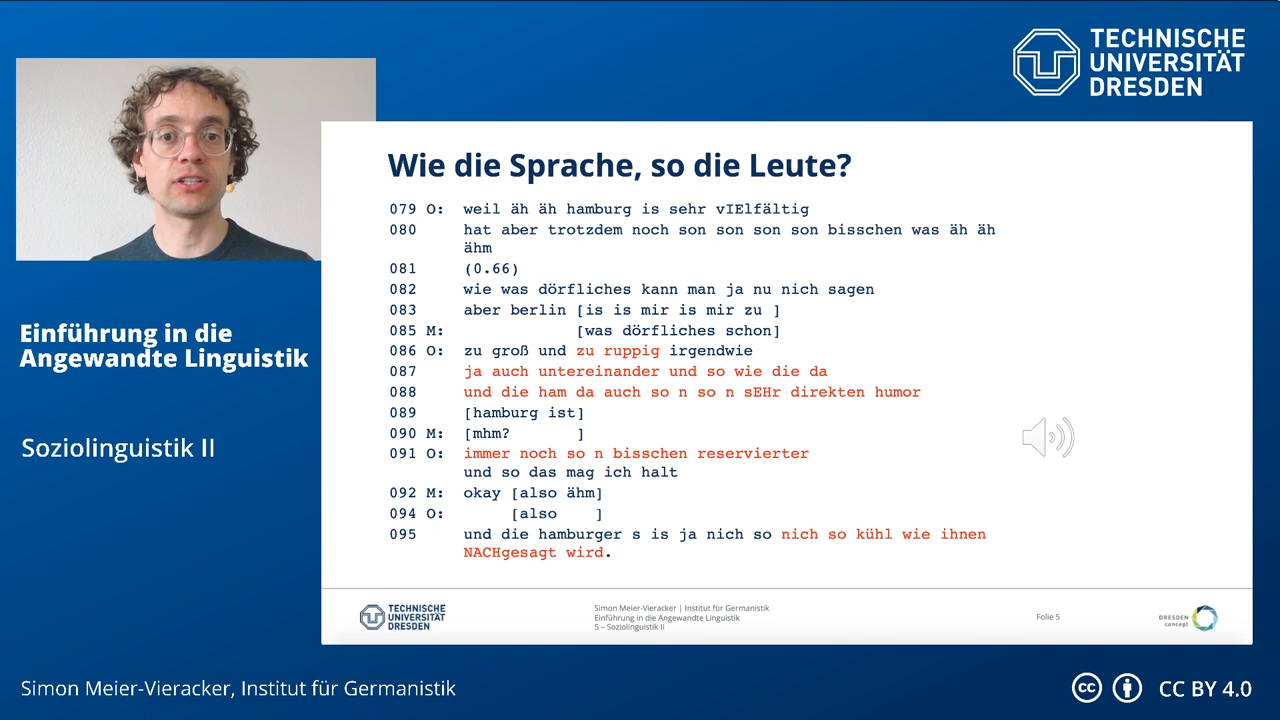 TECHNISCHE
UNIVERSITÄT
DRESDEN
Wie die Sprache, so die Leute?
079 O: weil äh äh hamburg is sehr vIElfältig
080 hat aber trotzdem noch son son son son bisschen was äh äh
ähm
081 (0.66)
082 wie was dörfliches kann man ja nu nich sagen
083 aber berlin [is is mir is mir zu ]
085 M: [was dörfliches schon]
086 O: zu groß und zu ruppig irgendwie
087 ja auch untereinander und so wie die da
088 und die ham da auch so n so n sEHr direkten humor
089 [hamburg ist]
090 M: [mhm? ]
091 O: immer noch so n bisschen reservierter
und so das mag ich halt
092 M: okay [also ähm]
094 O: [also ]
095 und die hamburger s is ja nich so nich so kühl wie ihnen
NACHgesagt wird.
Einführung in die
Angewandte Linguistik
Soziolinguistik II
TECHNISCHE
UNIVERSITÄT
DRESDEN
Simon Meier-Vieracker | Institut für Germanistik
Einführung in die Angewandte Linguistik
5 – Soziolinguistik II
Folie 5
DRESDEN
concept
Simon Meier-Vieracker, Institut für Germanistik
cc
CC BY 4.0